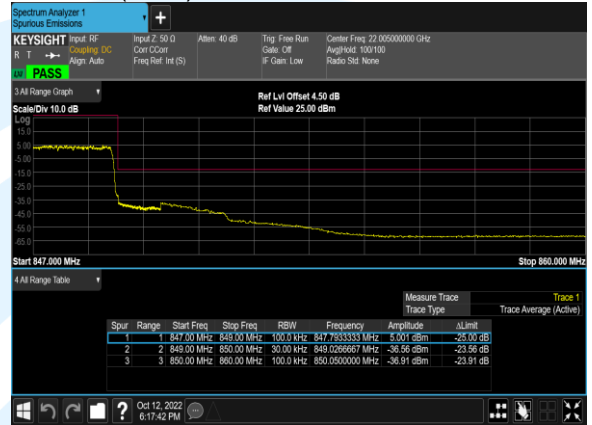 Spectrum Analyzer 1
Spurious Emissions
KEYSIGHT Input: RF Input Z: 50 Ω Atten: 40 dB Trig: Free Run Center Freq: 22.005000000 GHz
R T Coupling: DC Corr CCorr Gate: Off Avg|Hold: 100/100
Align: Auto Freq Ref: Int (S) IF Gain: Low Radio Std: None
PASS
3 All Range Graph
Ref Lvl Offset 4.50 dB
Scale/Div 10.0 dB Ref Value 25.00 dBm
Log
15.0
5.00
-5.00
-15.0
-25.0
-35.0
-45.0
-55.0
-65.0
Start 847.000 MHz Stop 860.000 MHz
4 All Range Table
Measure Trace Trace 1
Trace Type Trace Average (Active)
Spur Range Start Freq Stop Freq RBW Frequency Amplitude ΔLimit
1 1 847.00 MHz 849.00 MHz 100.0 kHz 847.7933333 MHz 5.001 dBm -25.00 dB
2 2 849.00 MHz 850.00 MHz 30.00 kHz 849.0266667 MHz -36.56 dBm -23.56 dB
3 3 850.00 MHz 860.00 MHz 100.0 kHz 850.0500000 MHz -36.91 dBm -23.91 dB
Oct 12, 2022
6:17:42 PM